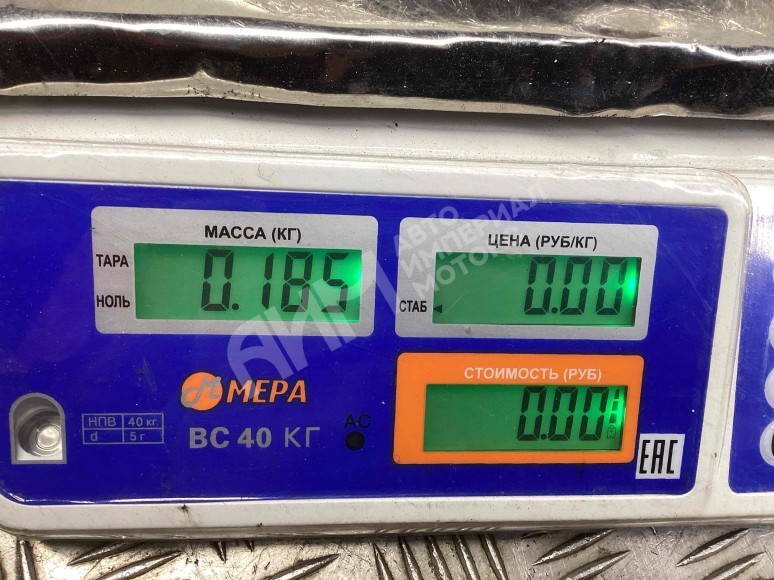 МАССА (КГ)
ТАРА
НОЛЬ
0.185
ЦЕНА (РУБ/КГ)
СТАБ
0.00
СТОИМОСТЬ (РУБ)
0.00
МЕРА
ВС 40 КГ
АС
НПВ 40 кг.
d 5 г
ЕАС
АИМ
АВТО
ИМПЕРИАЛ
МОТОРС